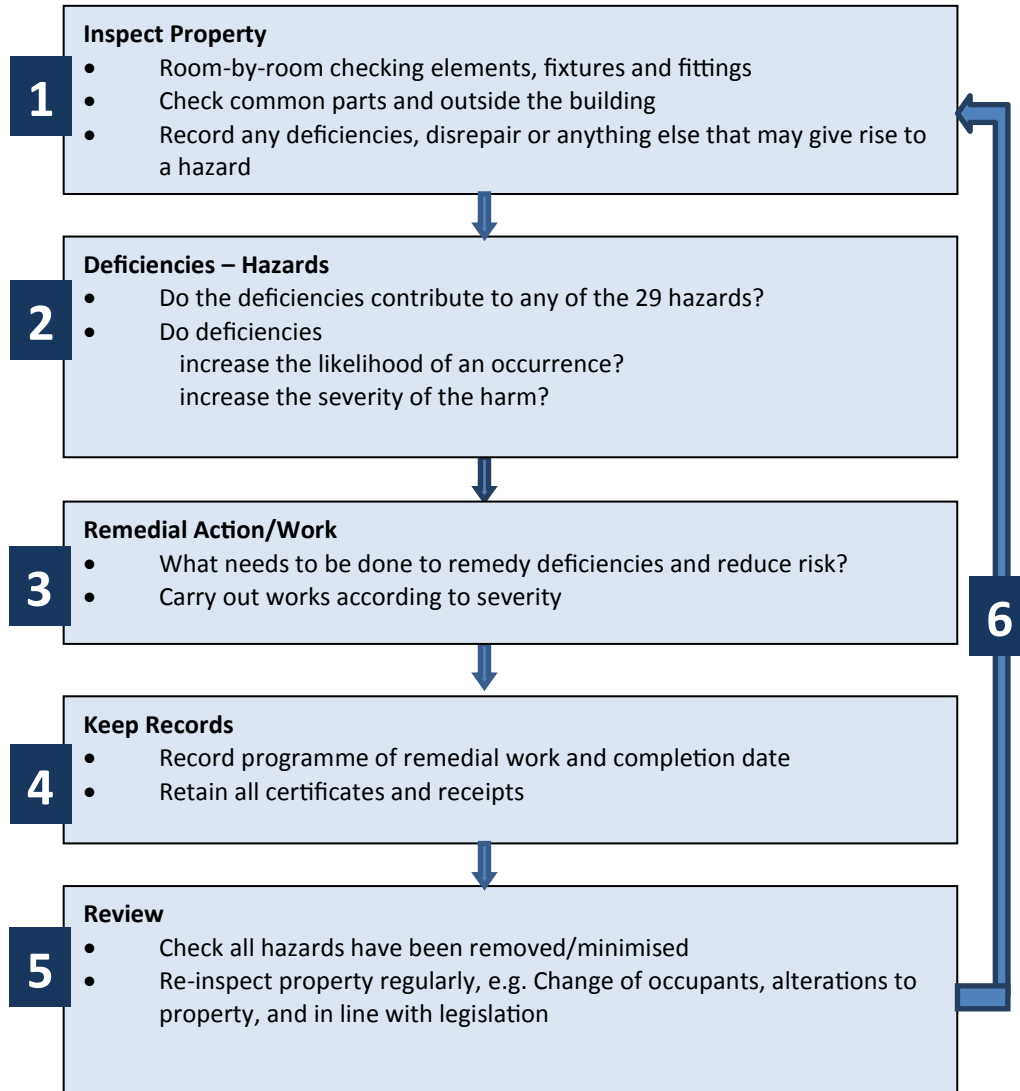 Inspect Property
1
• Room-by-room checking elements, fixtures and fittings
• Check common parts and outside the building
• Record any deficiencies, disrepair or anything else that may give rise to
a hazard
Deficiencies – Hazards
2
• Do the deficiencies contribute to any of the 29 hazards?
• Do deficiencies
increase the likelihood of an occurrence?
increase the severity of the harm?
Remedial Action/Work
3
• What needs to be done to remedy deficiencies and reduce risk?
• Carry out works according to severity
6
Keep Records
4
• Record programme of remedial work and completion date
• Retain all certificates and receipts
Review
5
• Check all hazards have been removed/minimised
• Re-inspect property regularly, e.g. Change of occupants, alterations to
property, and in line with legislation